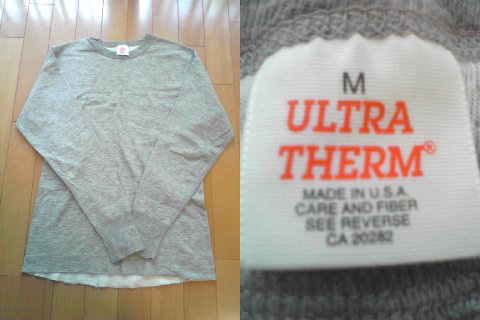 M
ULTRA
THERM®
MADE IN U.S.A.
CARE AND FIBER
SEE REVERSE
CA 20282